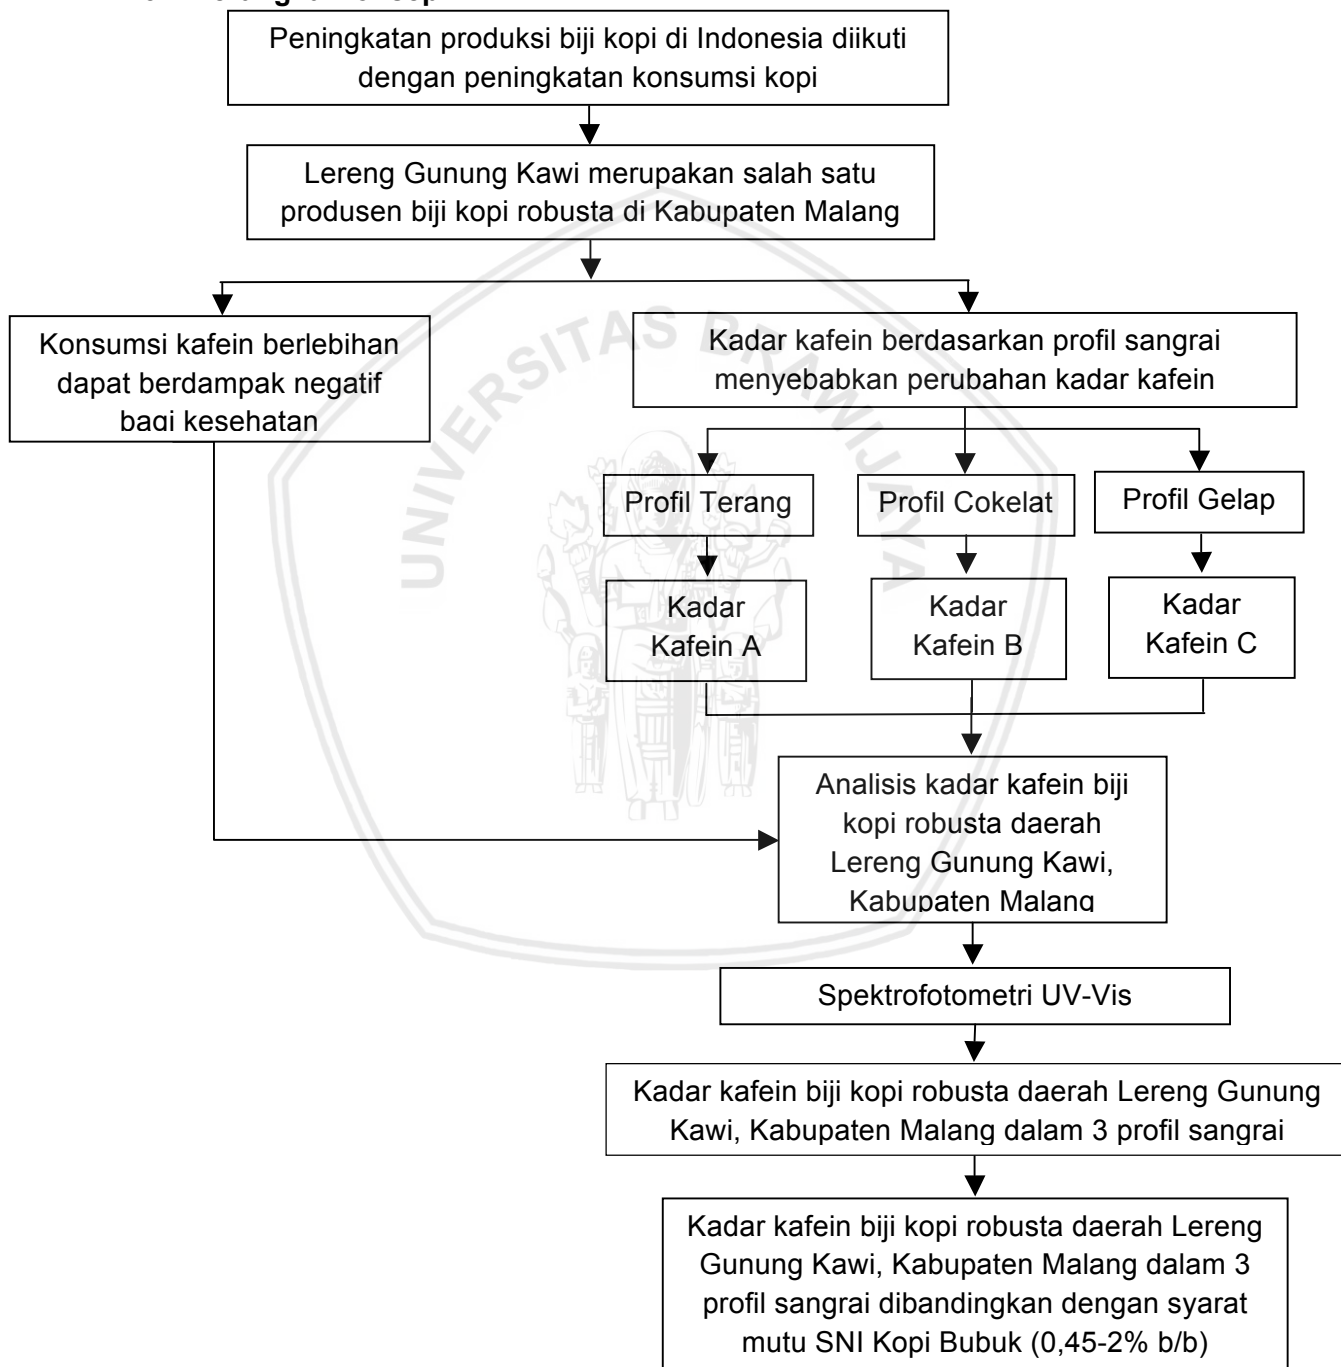 Peningkatan produksi biji kopi di Indonesia diikuti
dengan peningkatan konsumsi kopi
Lereng Gunung Kawi merupakan salah satu
produsen biji kopi robusta di Kabupaten Malang
Konsumsi kafein berlebihan
dapat berdampak negatif
bagi kesehatan
Kadar kafein berdasarkan profil sangrai
menyebabkan perubahan kadar kafein
Profil Terang
Profil Cokelat
Profil Gelap
Kadar
Kafein A
Kadar
Kafein B
Kadar
Kafein C
Analisis kadar kafein biji
kopi robusta daerah
Lereng Gunung Kawi,
Kabupaten Malang
Spektrofotometri UV-Vis
Kadar kafein biji kopi robusta daerah Lereng Gunung
Kawi, Kabupaten Malang dalam 3 profil sangrai
Kadar kafein biji kopi robusta daerah Lereng
Gunung Kawi, Kabupaten Malang dalam 3
profil sangrai dibandingkan dengan syarat
mutu SNI Kopi Bubuk (0,45-2% b/b)
UNIVERSITAS BRAWIJAYA